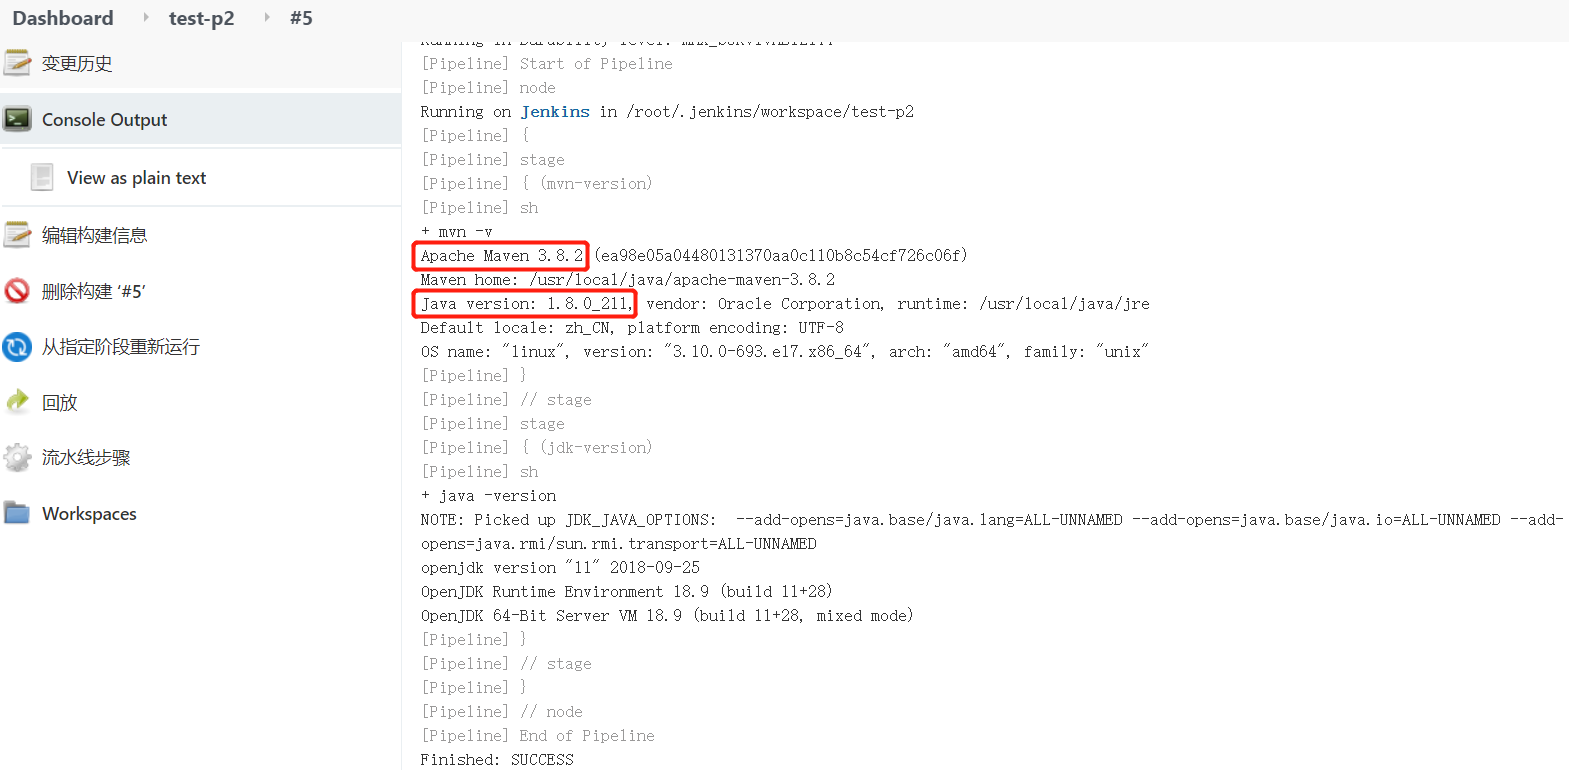 Dashboard test-p2 #5
变更历史
Console Output
View as plain text
编辑构建信息
删除构建 ‘#5’
从指定阶段重新运行
回放
流水线步骤
Workspaces
Running in Durability level: MAX_SURVIVABILITY
[Pipeline] Start of Pipeline
[Pipeline] node
Running on Jenkins in /root/.jenkins/workspace/test-p2
[Pipeline] {
[Pipeline] stage
[Pipeline] { (mvn-version)
[Pipeline] sh
+ mvn -v
Apache Maven 3.8.2 (ea98e05a04480131370aa0c110b8c54cf726c06f)
Maven home: /usr/local/java/apache-maven-3.8.2
Java version: 1.8.0_211, vendor: Oracle Corporation, runtime: /usr/local/java/jre
Default locale: zh_CN, platform encoding: UTF-8
OS name: "linux", version: "3.10.0-693.el7.x86_64", arch: "amd64", family: "unix"
[Pipeline] }
[Pipeline] // stage
[Pipeline] stage
[Pipeline] { (jdk-version)
[Pipeline] sh
+ java -version
NOTE: Picked up JDK_JAVA_OPTIONS:  --add-opens=java.base/java.lang=ALL-UNNAMED --add-opens=java.base/java.io=ALL-UNNAMED --add-
opens=java.rmi/sun.rmi.transport=ALL-UNNAMED
openjdk version "11" 2018-09-25
OpenJDK Runtime Environment 18.9 (build 11+28)
OpenJDK 64-Bit Server VM 18.9 (build 11+28, mixed mode)
[Pipeline] }
[Pipeline] // stage
[Pipeline] }
[Pipeline] // node
[Pipeline] End of Pipeline
Finished: SUCCESS